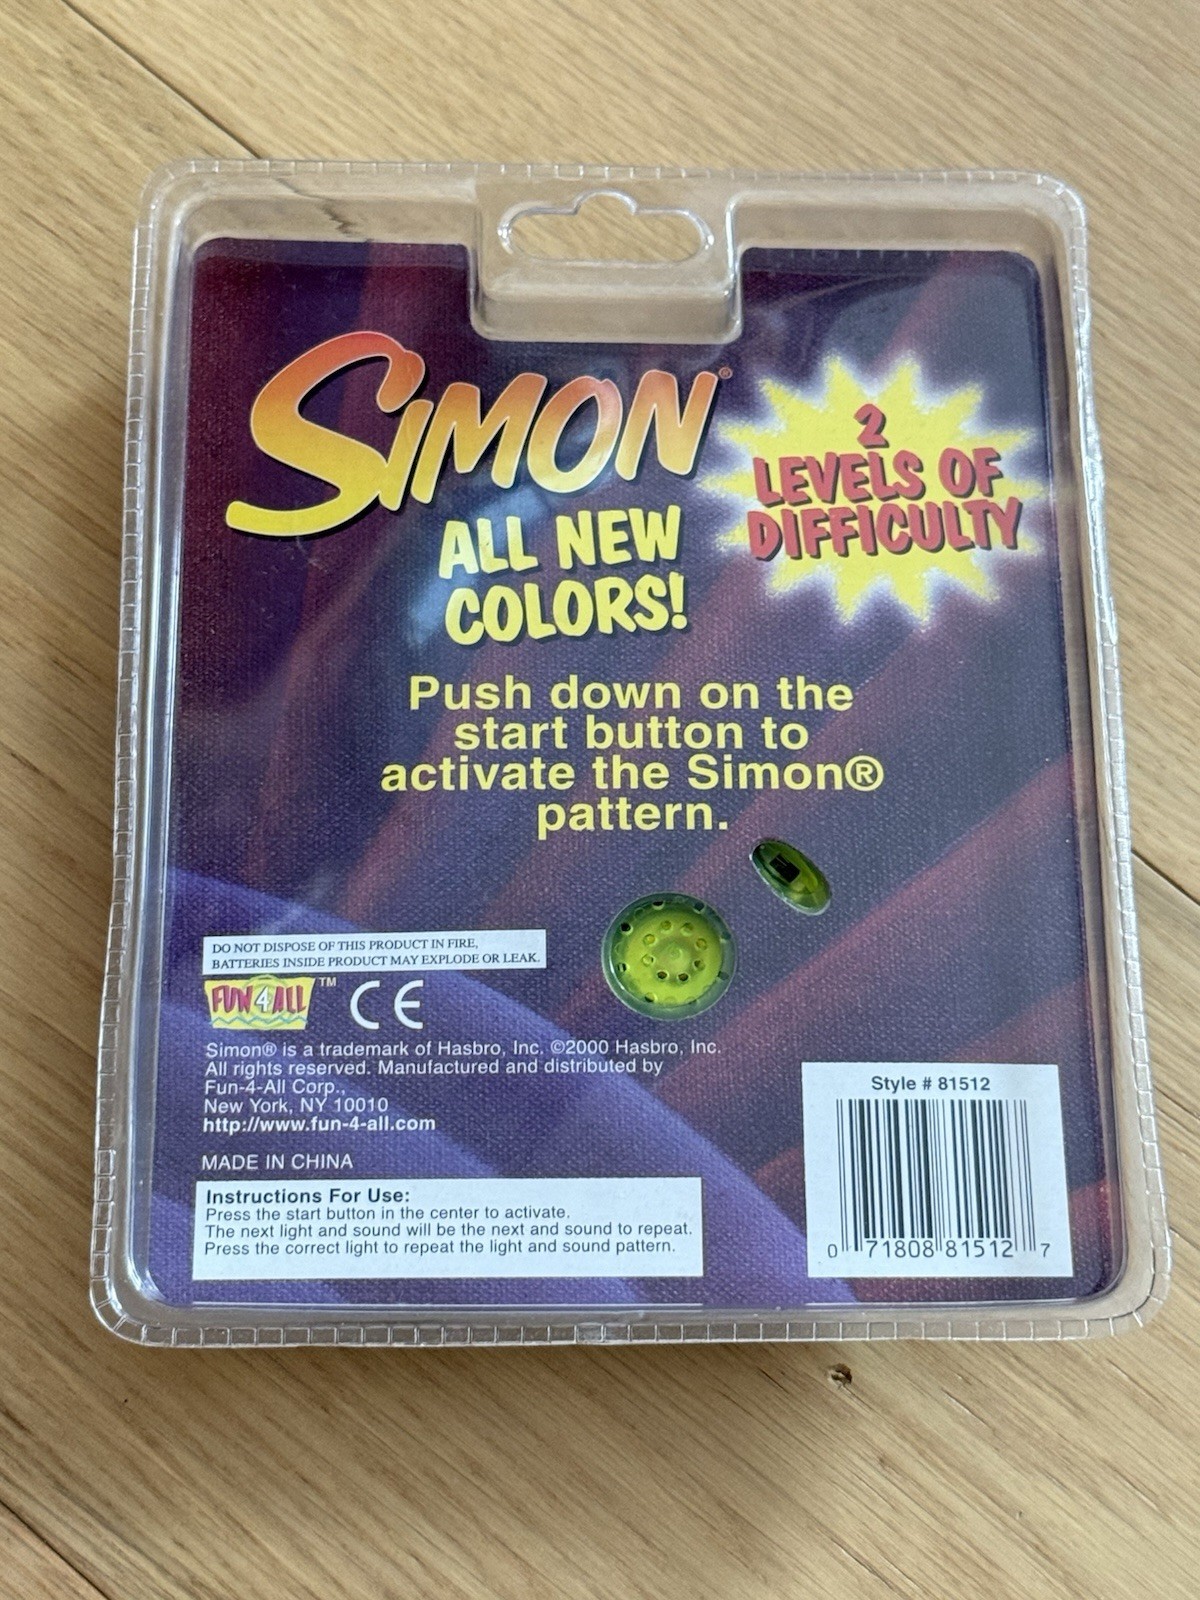 SIMON®
2
LEVELS OF
DIFFICULTY
ALL NEW
COLORS!
Push down on the
start button to
activate the Simon®
pattern.
DO NOT DISPOSE OF THIS PRODUCT IN FIRE,
BATTERIES INSIDE PRODUCT MAY EXPLODE OR LEAK.
FUN 4 ALL ™ CE
Simon® is a trademark of Hasbro, Inc. ©2000 Hasbro, Inc.
All rights reserved. Manufactured and distributed by
Fun-4-All Corp.,
New York, NY 10010
http://www.fun-4-all.com
MADE IN CHINA
Instructions For Use:
Press the start button in the center to activate.
The next light and sound will be the next and sound to repeat.
Press the correct light to repeat the light and sound pattern.
Style # 81512
0 71808 81512 7